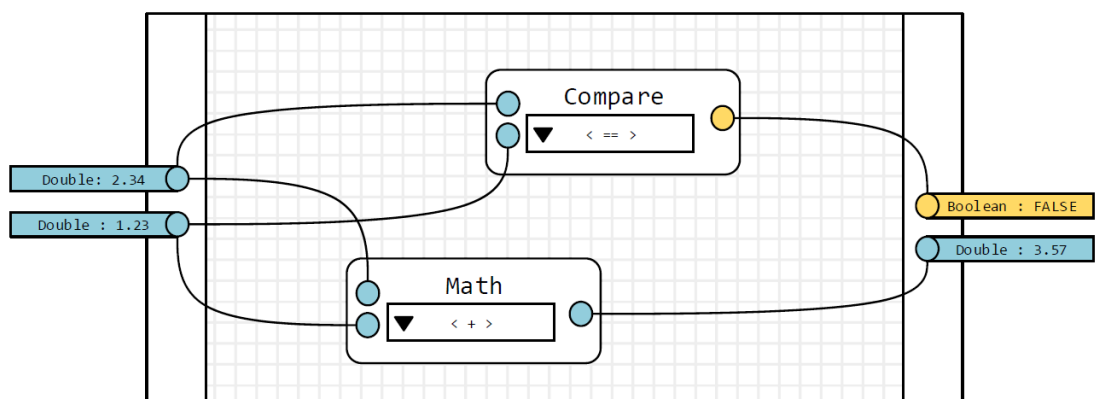 Compare
< == >
Double: 2.34
Double : 1.23
Boolean : FALSE
Double : 3.57
Math
< + >